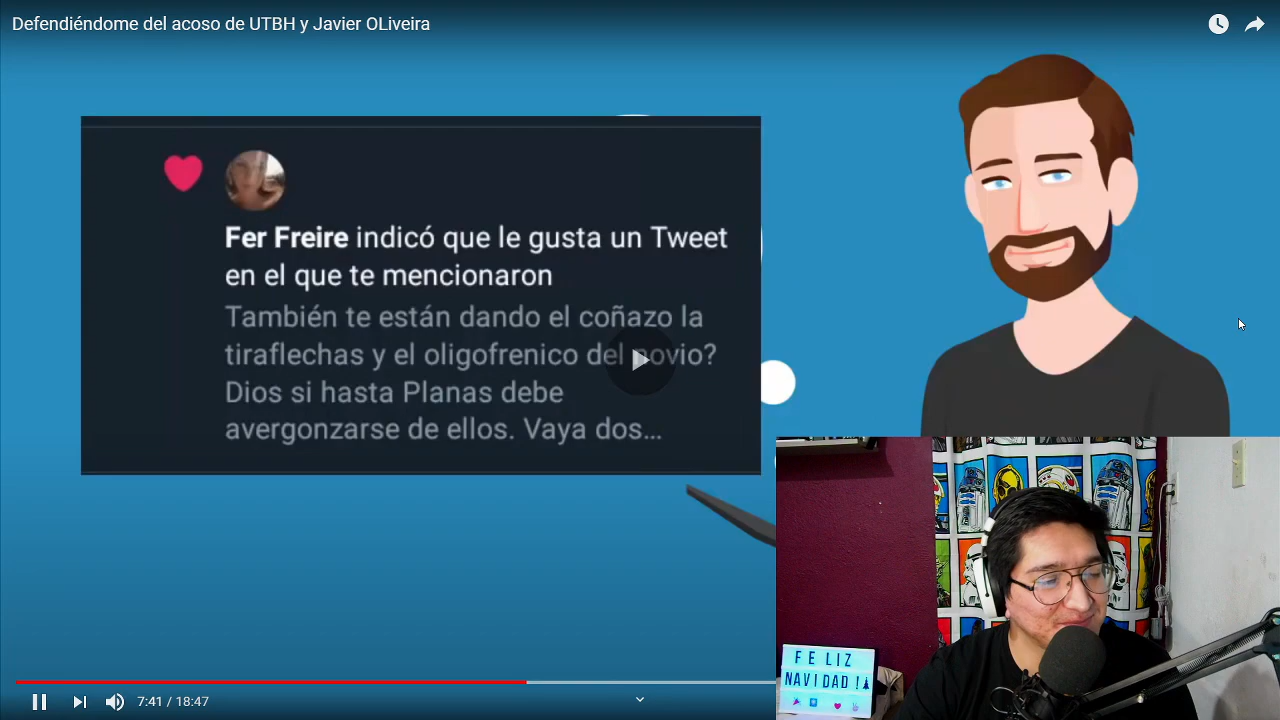 Defendiéndome del acoso de UTBH y Javier OLiveira
Fer Freire indicó que le gusta un Tweet
en el que te mencionaron
También te están dando el coñazo la
tiraflechas y el oligofrenico del novio?
Dios si hasta Planas debe
avergonzarse de ellos. Vaya dos...
FELIZ
NAVIDAD!
7:41 / 18:47